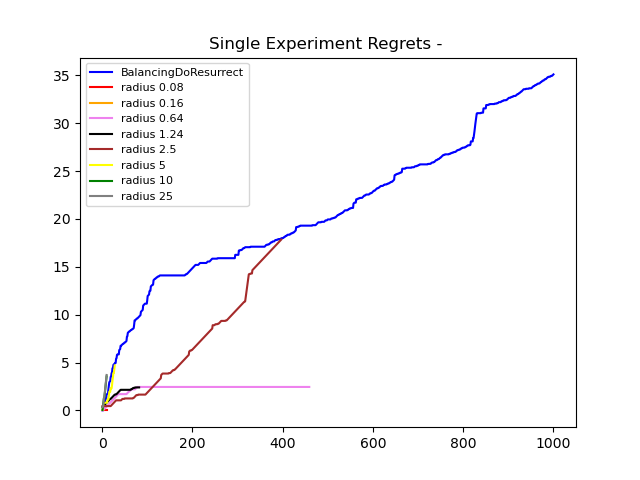 Single Experiment Regrets -
BalancingDoResurrect
radius 0.08
radius 0.16
radius 0.64
radius 1.24
radius 2.5
radius 5
radius 10
radius 25
35
30
25
20
15
10
5
0
0 200 400 600 800 1000